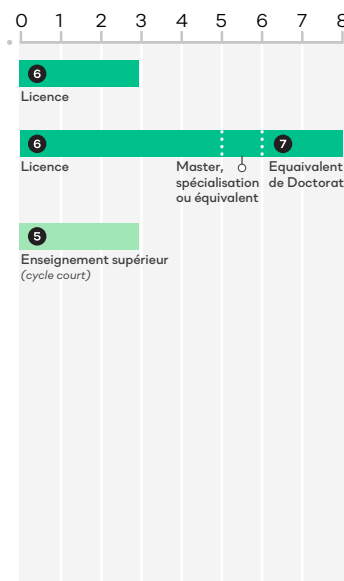 0 1 2 3 4 5 6 7 8
6
Licence
6 7
Licence Master, Equaivalent
spécialisation de Doctorat
ou équivalent
5
Enseignement supérieur
(cycle court)